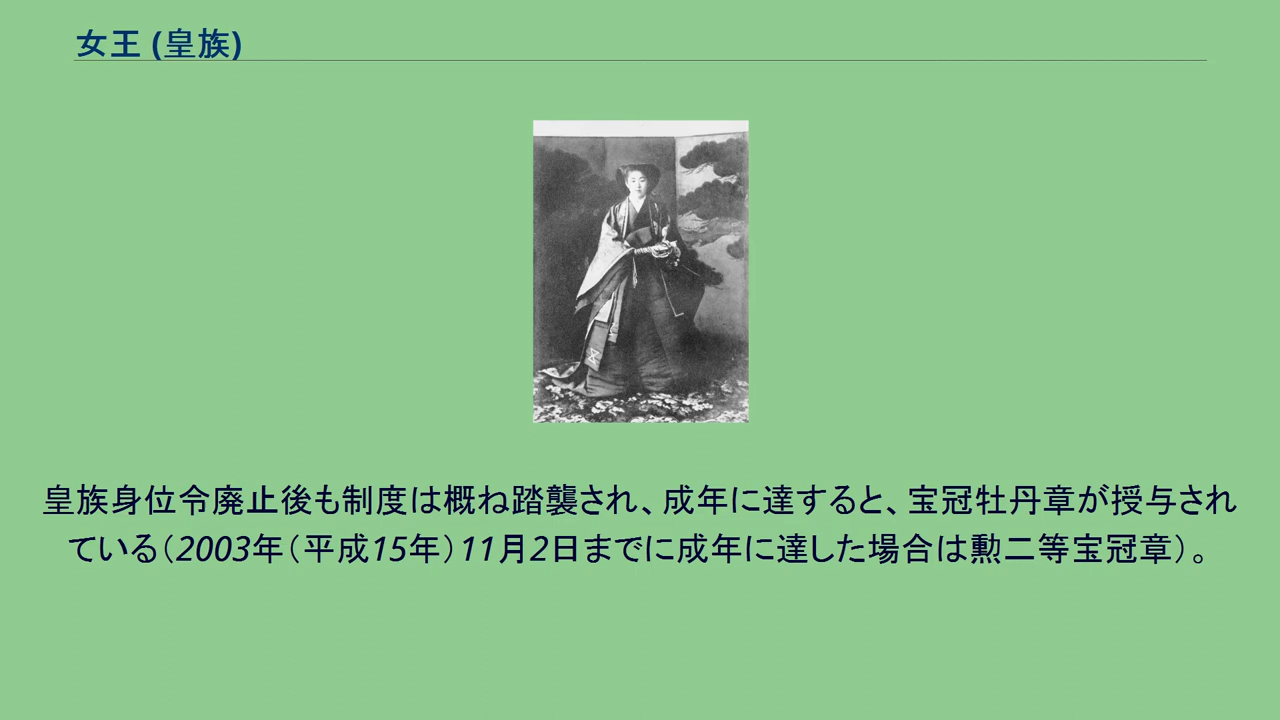 女王 (皇族)
皇族身位令廃止後も制度は概ね踏襲され、成年に達すると、宝冠牡丹章が授与され
ている（2003年（平成15年）11月2日までに成年に達した場合は勲二等宝冠章）。